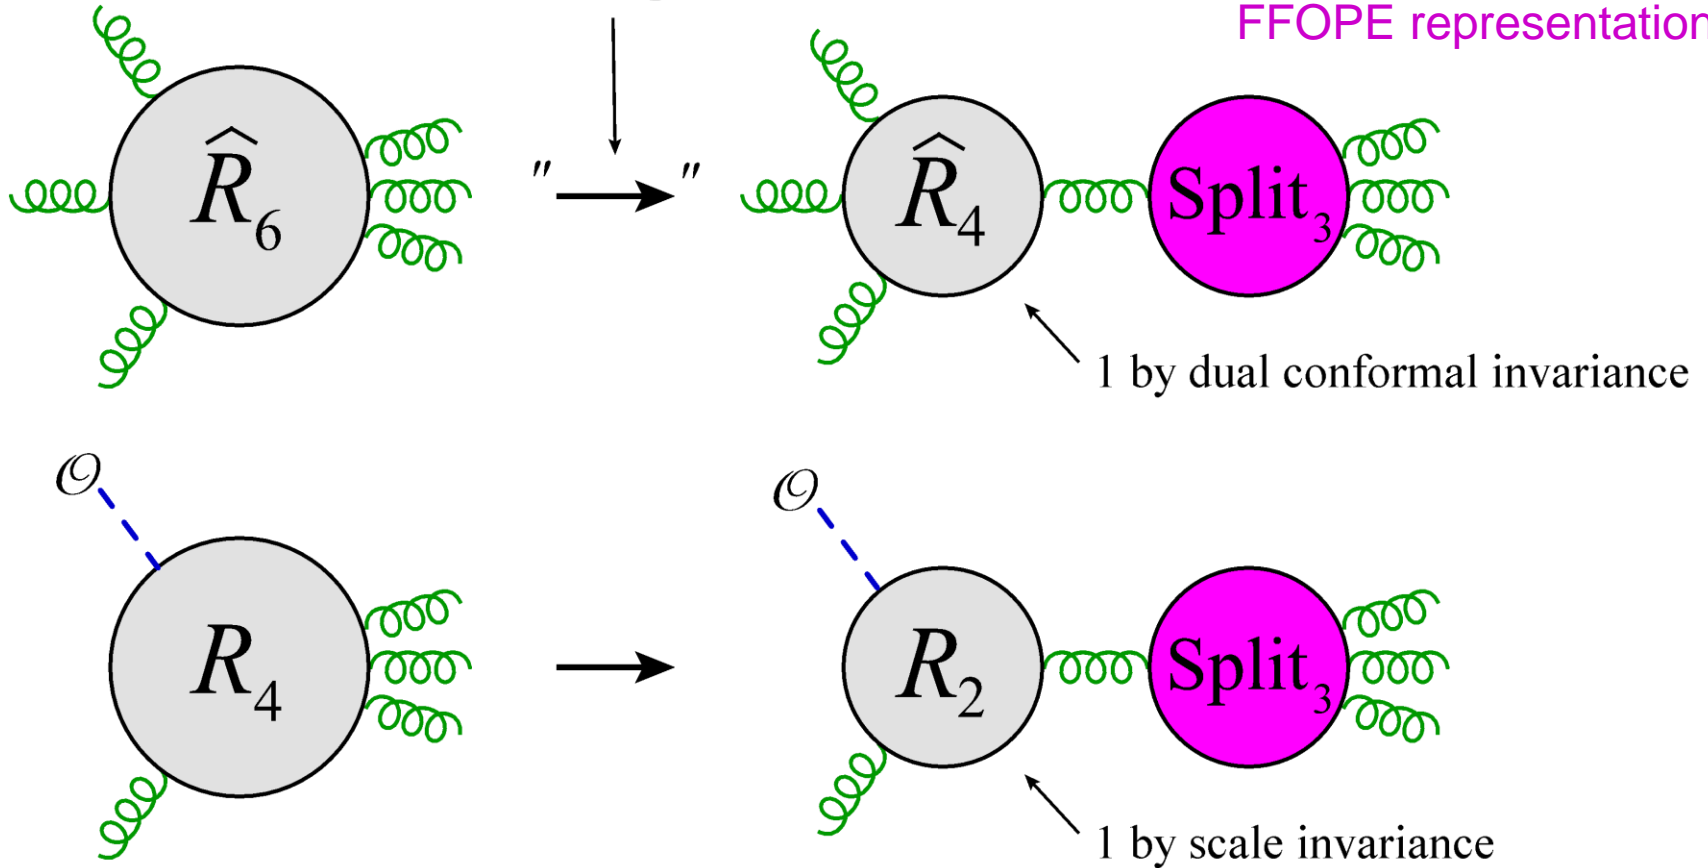 FFOPE representation
R̂₆
" → "
R̂₄
Split₃
1 by dual conformal invariance
𝒪
R₄
𝒪
R₂
Split₃
1 by scale invariance